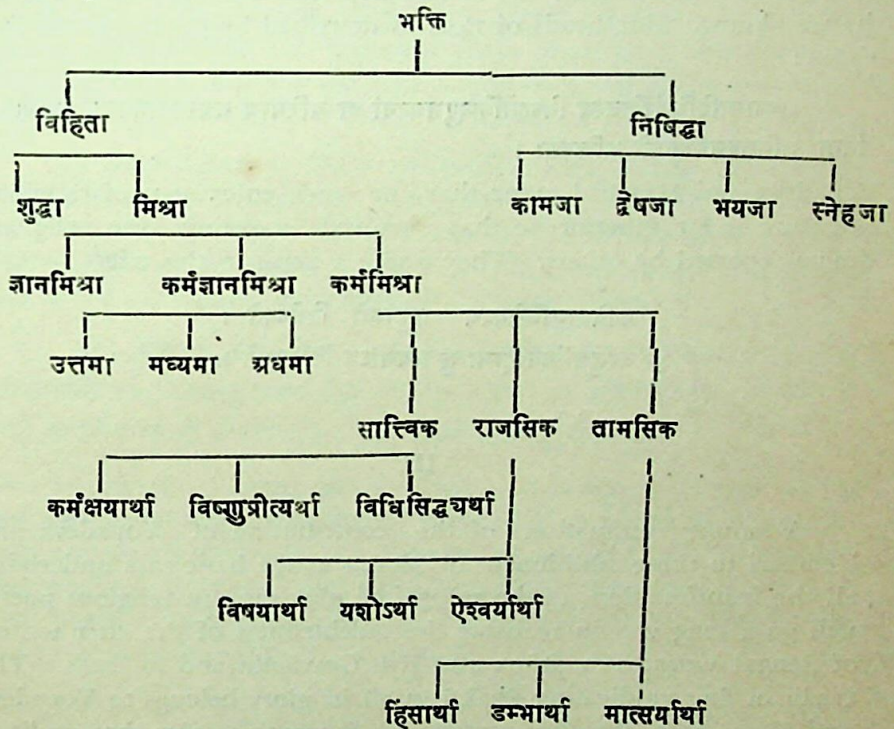 भक्ति
विहिता निषिद्धा
शुद्धा मिश्रा कामजा द्वेषजा भयजा स्नेहजा
ज्ञानमिश्रा कर्मज्ञानमिश्रा कर्ममिश्रा
उत्तमा मध्यमा अधमा
सात्त्विक राजसिक तामसिक
कर्मक्षयार्था विष्णुप्रीत्यर्था विधिसिद्ध्यर्था
विषयार्था यशोऽर्था ऐश्वर्यार्था
हिंसार्था डम्भार्था मात्सर्यार्था